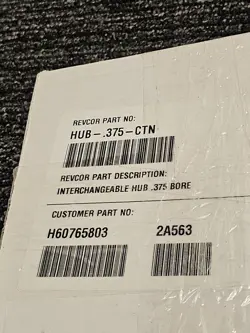 REVCOR PART NO:
HUB-.375-CTN
REVCOR PART DESCRIPTION:
INTERCHANGEABLE HUB .375 BORE
CUSTOMER PART NO:
H60765803 2A563